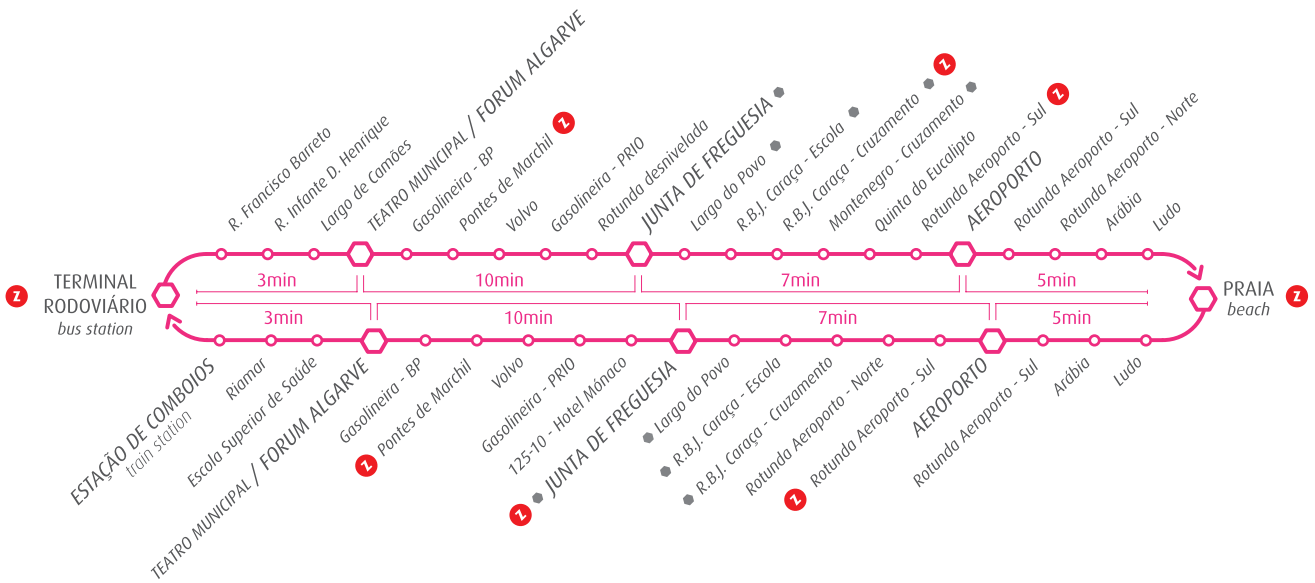 R. Francisco Barreto
R. Infante D. Henrique
Largo de Camões
TEATRO MUNICIPAL / FORUM ALGARVE
Gasolineira - BP
Pontes de Marchil
Z
Volvo
Gasolineira - PRIO
Rotunda desnivelada
JUNTA DE FREGUESIA
Largo do Povo
R.B.J. Caraça - Escola
R.B.J. Caraça - Cruzamento
Z
Montenegro - Cruzamento
Quinta do Eucalipto
Rotunda Aeroporto - Sul
Z
AEROPORTO
Rotunda Aeroporto - Sul
Rotunda Aeroporto - Norte
Arábia
Ludo
Z
TERMINAL
RODOVIÁRIO
bus station
3min
10min
7min
5min
3min
10min
7min
5min
PRAIA
beach
Z
ESTAÇÃO DE COMBOIOS
train station
Riamar
Escola Superior de Saúde
TEATRO MUNICIPAL / FORUM ALGARVE
Gasolineira - BP
Z
Pontes de Marchil
Volvo
Gasolineira - PRIO
125-10 - Hotel Mónaco
Z
JUNTA DE FREGUESIA
Largo do Povo
R.B.J. Caraça - Escola
R.B.J. Caraça - Cruzamento
Rotunda Aeroporto - Norte
Z
Rotunda Aeroporto - Sul
AEROPORTO
Rotunda Aeroporto - Sul
Arábia
Ludo